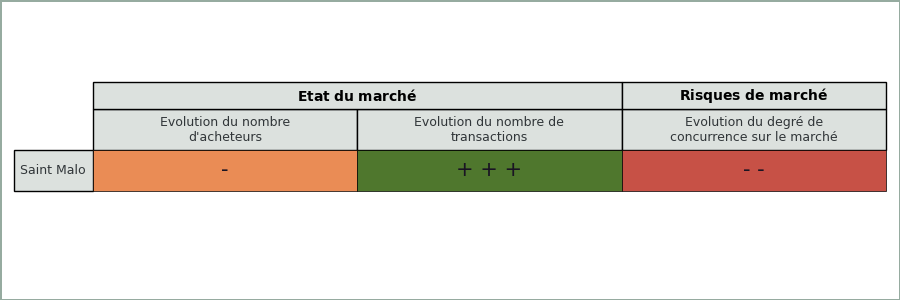 Etat du marché
Risques de marché
Evolution du nombre
d'acheteurs
Evolution du nombre de
transactions
Evolution du degré de
concurrence sur le marché
Saint Malo
-
+ + +
- -